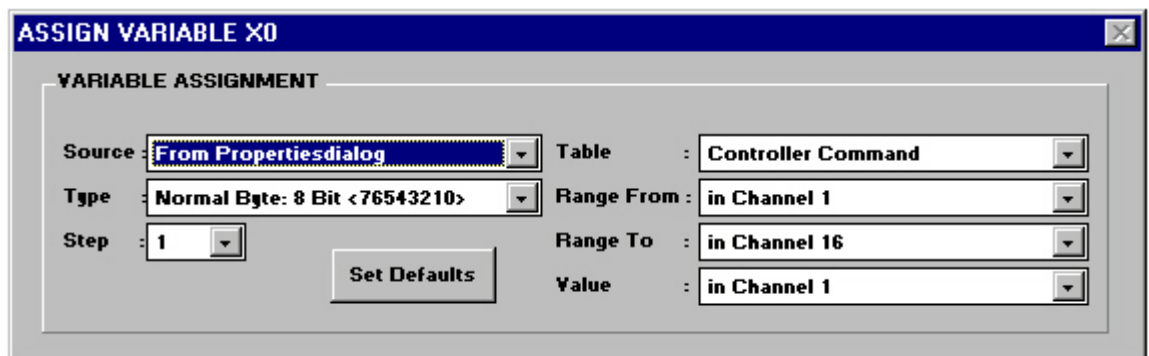 ASSIGN VARIABLE X0
VARIABLE ASSIGNMENT
Source : From Propertiesdialog
Table : Controller Command
Type : Normal Byte: 8 Bit <76543210>
Range From : in Channel 1
Step : 1
Range To : in Channel 16
Set Defaults
Value : in Channel 1